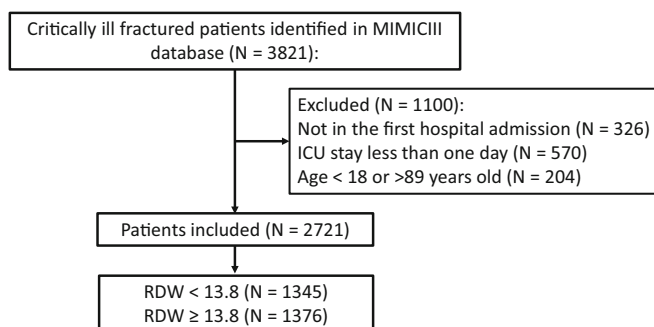 Critically ill fractured patients identified in MIMICIII
database (N = 3821):
Excluded (N = 1100):
Not in the first hospital admission (N = 326)
ICU stay less than one day (N = 570)
Age < 18 or >89 years old (N = 204)
Patients included (N = 2721)
RDW < 13.8 (N = 1345)
RDW ≥ 13.8 (N = 1376)